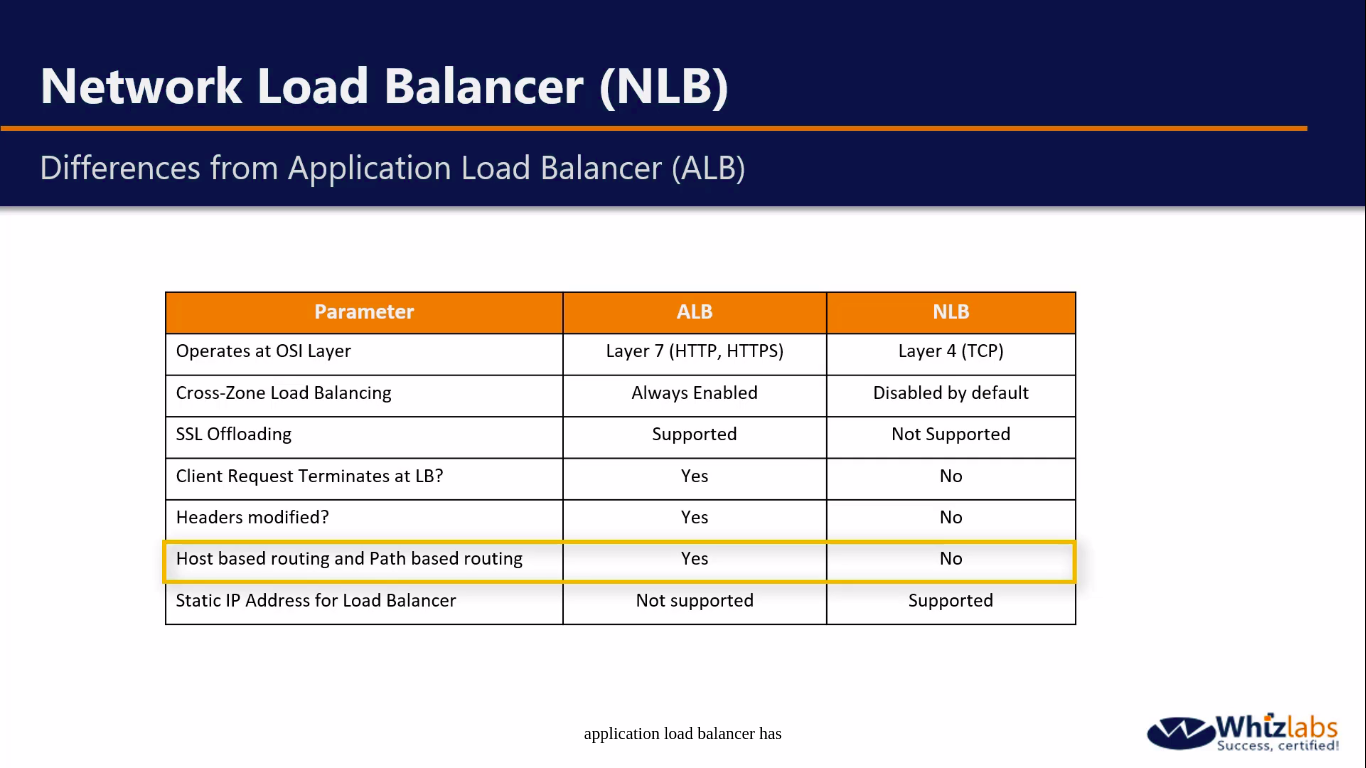 Network Load Balancer (NLB)
Differences from Application Load Balancer (ALB)
Parameter ALB NLB
Operates at OSI Layer Layer 7 (HTTP, HTTPS) Layer 4 (TCP)
Cross-Zone Load Balancing Always Enabled Disabled by default
SSL Offloading Supported Not Supported
Client Request Terminates at LB? Yes No
Headers modified? Yes No
Host based routing and Path based routing Yes No
Static IP Address for Load Balancer Not supported Supported
application load balancer has
Whizlabs
Success, certified!